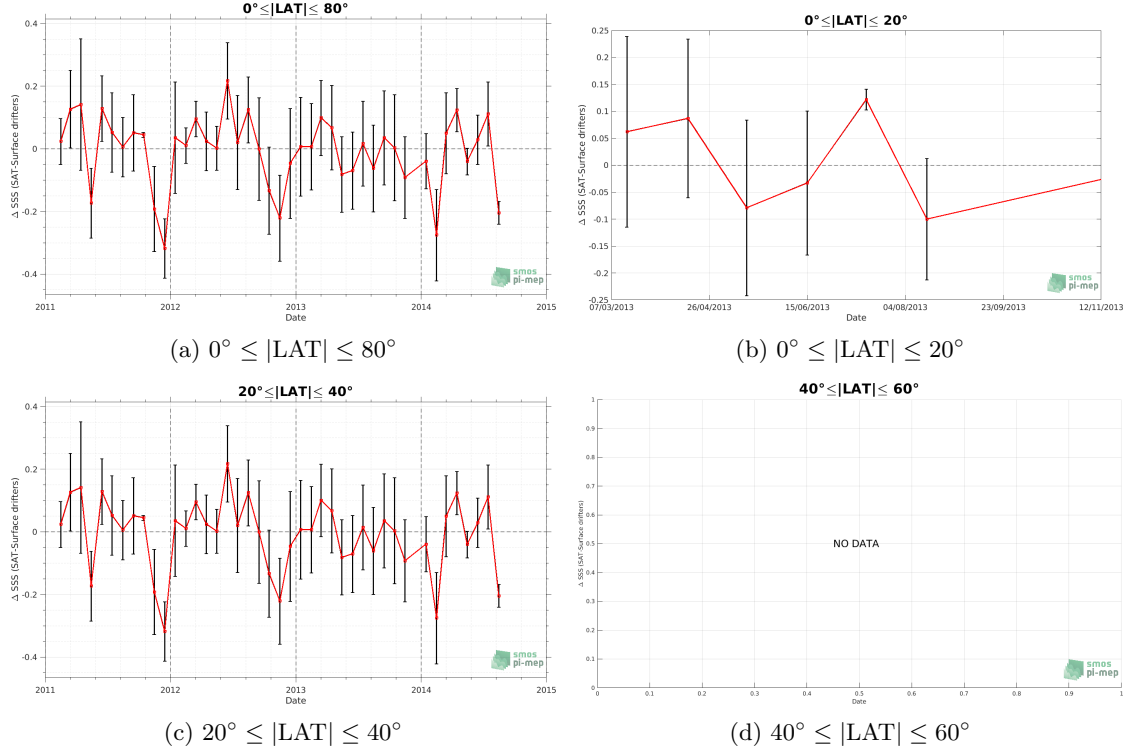 0°≤|LAT|≤ 80°
0.4
0.2
0
-0.2
-0.4
Δ SSS (SAT-Surface drifters)
2011
2012
2013
2014
2015
Date
smos
pi-mep
(a) 0° ≤ |LAT| ≤ 80°
0°≤|LAT|≤ 20°
0.25
0.2
0.15
0.1
0.05
0
-0.05
-0.1
-0.15
-0.2
-0.25
Δ SSS (SAT-Surface drifters)
07/03/2013
26/04/2013
15/06/2013
04/08/2013
23/09/2013
12/11/2013
Date
smos
pi-mep
(b) 0° ≤ |LAT| ≤ 20°
20°≤|LAT|≤ 40°
0.4
0.2
0
-0.2
-0.4
Δ SSS (SAT-Surface drifters)
2011
2012
2013
2014
2015
Date
smos
pi-mep
(c) 20° ≤ |LAT| ≤ 40°
40°≤|LAT|≤ 60°
1
0.9
0.8
0.7
0.6
0.5
0.4
0.3
0.2
0.1
0
Δ SSS (SAT-Surface drifters)
NO DATA
0
0.1
0.2
0.3
0.4
0.5
0.6
0.7
0.8
0.9
1
Date
smos
pi-mep
(d) 40° ≤ |LAT| ≤ 60°